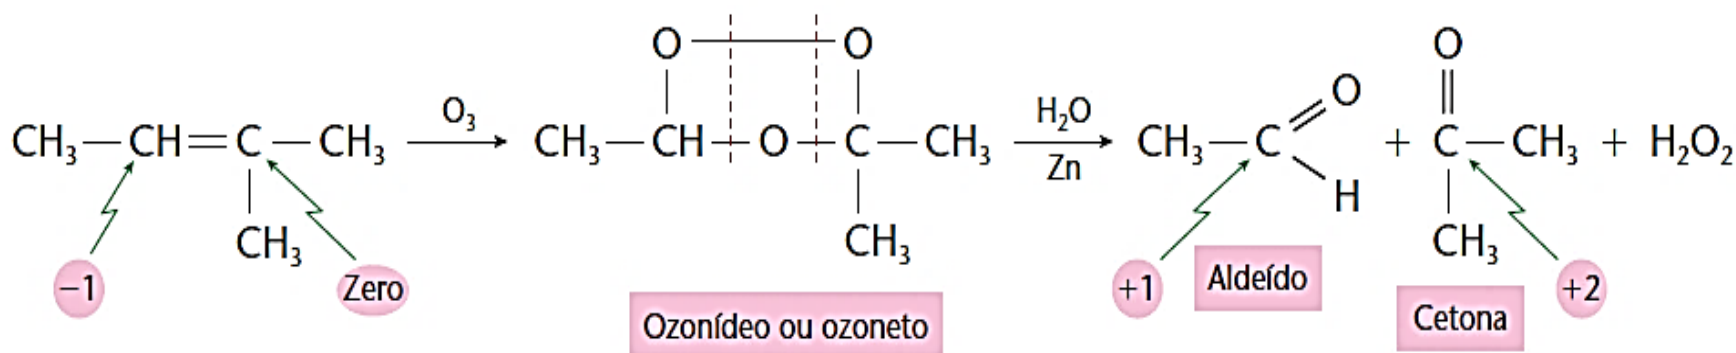 O O O
O₃ H₂O O
CH₃—CH=C—CH₃ CH₃—CH—O—C—CH₃ Zn CH₃—C + C—CH₃ + H₂O₂
H
CH₃ CH₃ CH₃
−1 Zero +1 Aldeído +2
Ozonídeo ou ozoneto Cetona